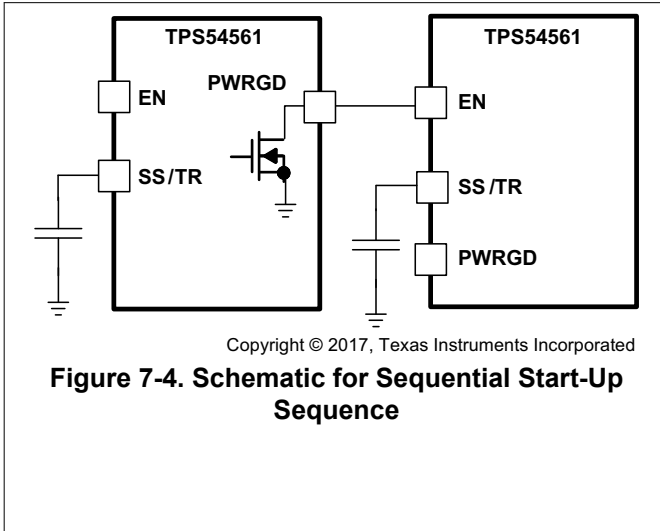 TPS54561
EN
PWRGD
SS/TR
TPS54561
EN
SS/TR
PWRGD
Copyright © 2017, Texas Instruments Incorporated
Figure 7-4. Schematic for Sequential Start-Up
Sequence